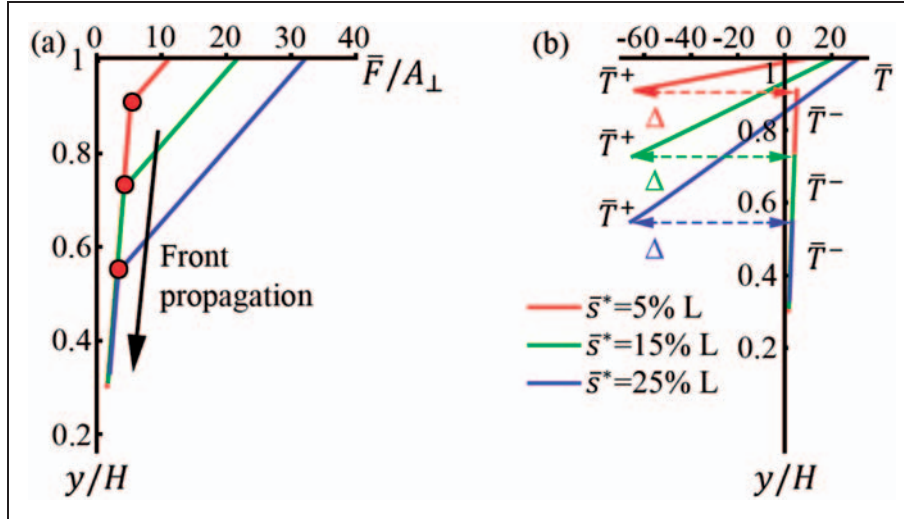 (a)
0 10 20 30 40
F̄/A⊥
1
0.8
0.6
0.4
0.2
y/H
Front
propagation
(b)
-60 -40 -20 0 20
T̄
1
0.8
0.6
0.4
0.2
y/H
T̄⁺
Δ
T̄⁻
T̄⁺
Δ
T̄⁻
T̄⁺
Δ
T̄⁻
s̄*=5% L
s̄*=15% L
s̄*=25% L